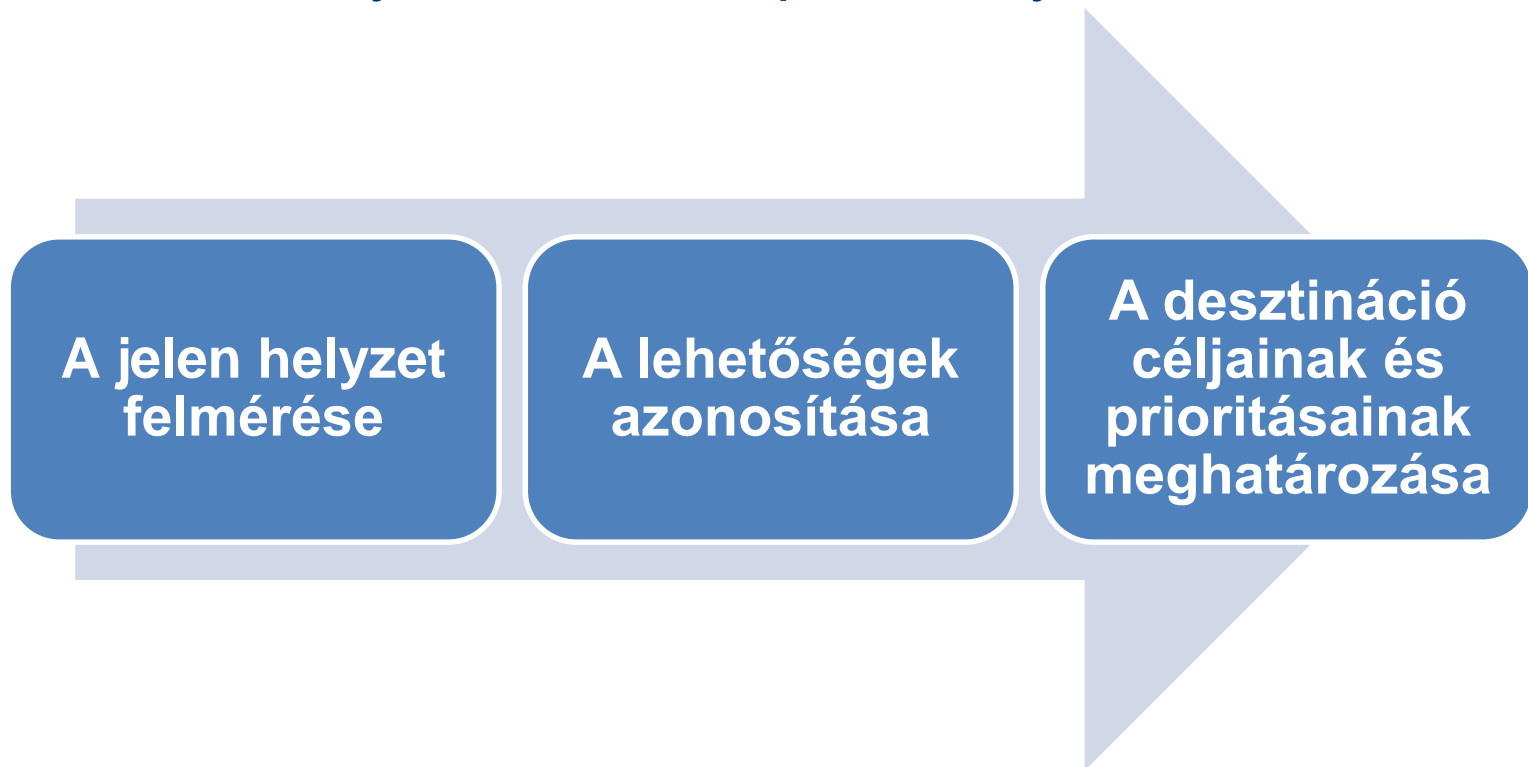 A jelen helyzet
felmérése
A lehetőségek
azonosítása
A desztináció
céljainak és
prioritásainak
meghatározása